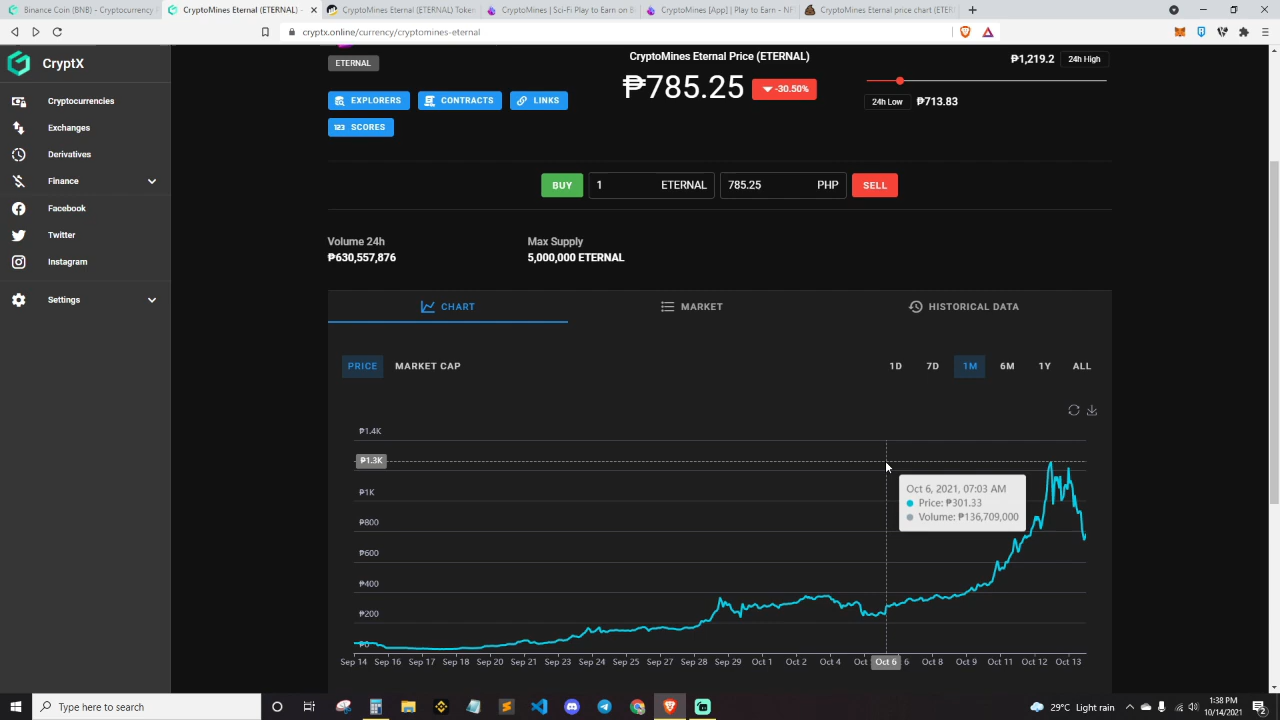 Binance Coin (BNB) - Cryptocurrency
CryptoMines Eternal (ETERNAL) -
CryptoMines Eternal (ETERNAL) Token
CryptoMines | Sci-Fi Play to Earn on B
CryptoMines [App] | Play to Earn - NF
CryptoMines Eternal price chart (ETER
cryptx.online/currency/cryptomines-eternal
CryptX
Cryptocurrencies
Exchanges
Derivatives
Finance
Facebook
Twitter
Instagram
Settings
ETERNAL
EXPLORERS
CONTRACTS
LINKS
123 SCORES
CryptoMines Eternal Price (ETERNAL)
₱785.25
-30.50%
₱1,219.2
24h High
24h Low
₱713.83
BUY
1
ETERNAL
785.25
PHP
SELL
Volume 24h
₱630,557,876
Max Supply
5,000,000 ETERNAL
CHART
MARKET
HISTORICAL DATA
PRICE
MARKET CAP
1D
7D
1M
6M
1Y
ALL
₱1.4K
₱1.3K
₱1K
₱800
₱600
₱400
₱200
₱0
Oct 6, 2021, 07:03 AM
Price: ₱301.33
Volume: ₱136,709,000
Sep 14 Sep 16 Sep 17 Sep 18 Sep 20 Sep 21 Sep 23 Sep 24 Sep 25 Sep 27 Sep 28 Sep 29 Oct 1 Oct 2 Oct 4 Oct Oct 6 6 Oct 8 Oct 9 Oct 11 Oct 12 Oct 13
Type here to search
29°C Light rain
1:38 PM
10/14/2021
2